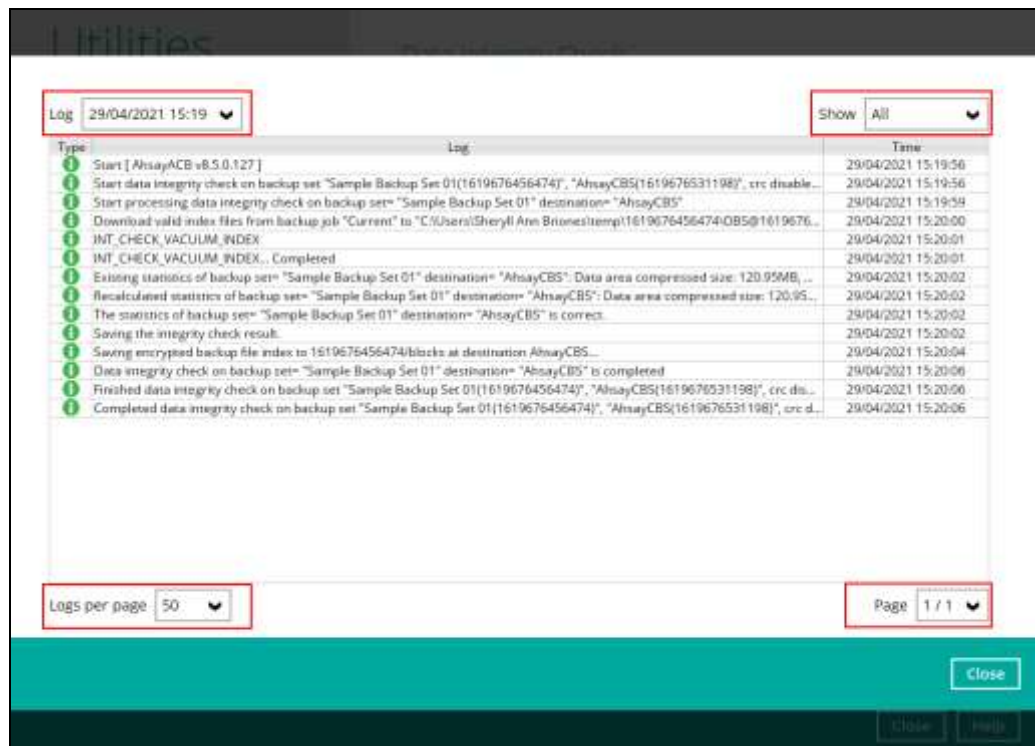 Utilities
Data Integrity Check
Log 29/04/2021 15:19
Show All
Type Log Time
Start [ AhsayACB v8.5.0.127 ] 29/04/2021 15:19:56
Start data integrity check on backup set "Sample Backup Set 01(1619676456474)", "AhsayCBS(1619676531198)", crc disable... 29/04/2021 15:19:56
Start processing data integrity check on backup set= "Sample Backup Set 01" destination= "AhsayCBS" 29/04/2021 15:19:59
Download valid index files from backup job "Current" to "C:\Users\Sheryll Ann Briones\temp\1619676456474\OBS@1619676... 29/04/2021 15:20:00
INT_CHECK_VACUUM_INDEX 29/04/2021 15:20:01
INT_CHECK_VACUUM_INDEX... Completed 29/04/2021 15:20:01
Existing statistics of backup set= "Sample Backup Set 01" destination= "AhsayCBS": Data area compressed size: 120.95MB, ... 29/04/2021 15:20:02
Recalculated statistics of backup set= "Sample Backup Set 01" destination= "AhsayCBS": Data area compressed size: 120.95... 29/04/2021 15:20:02
The statistics of backup set= "Sample Backup Set 01" destination= "AhsayCBS" is correct. 29/04/2021 15:20:02
Saving the integrity check result. 29/04/2021 15:20:02
Saving encrypted backup file index to 1619676456474/blocks at destination AhsayCBS... 29/04/2021 15:20:04
Data integrity check on backup set= "Sample Backup Set 01" destination= "AhsayCBS" is completed 29/04/2021 15:20:06
Finished data integrity check on backup set "Sample Backup Set 01(1619676456474)", "AhsayCBS(1619676531198)", crc dis... 29/04/2021 15:20:06
Completed data integrity check on backup set "Sample Backup Set 01(1619676456474)", "AhsayCBS(1619676531198)", crc d... 29/04/2021 15:20:06
Logs per page 50
Page 1 / 1
Close
Close Help